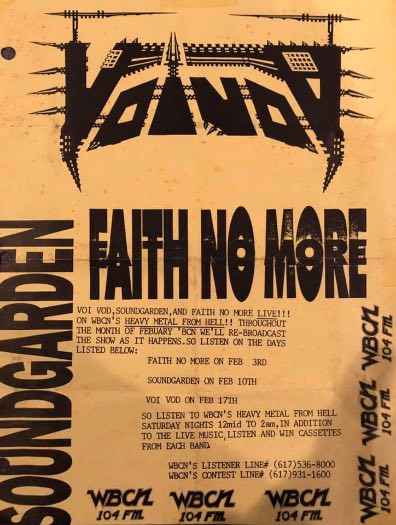 VOIVOD
SOUNDGARDEN
FAITH NO MORE
VOI VOD,SOUNDGARDEN,AND FAITH NO MORE LIVE!!!
ON WBCN'S HEAVY METAL FROM HELL!! THROUGHOUT
THE MONTH OF FEBUARY 'BCN WE'LL RE-BROADCAST
THE SHOW AS IT HAPPENS.SO LISTEN ON THE DAYS
LISTED BELOW:
FAITH NO MORE ON FEB 3RD
SOUNDGARDEN ON FEB 10TH
VOI VOD ON FEB 17TH
SO LISTEN TO WBCN'S HEAVY METAL FROM HELL
SATURDAY NIGHTS 12mid TO 2am,IN ADDITION
TO THE LIVE MUSIC,LISTEN AND WIN CASSETTES
FROM EACH BAND.
WBCN'S LISTENER LINE# (617)536-8000
WBCN'S CONTEST LINE# (617)931-1600
WBCN
104 FM.
WBCN
104 FM.
WBCN
104 FM.
WBCN
104 FM.
WBCN
104 FM.
WBCN
104 FM.